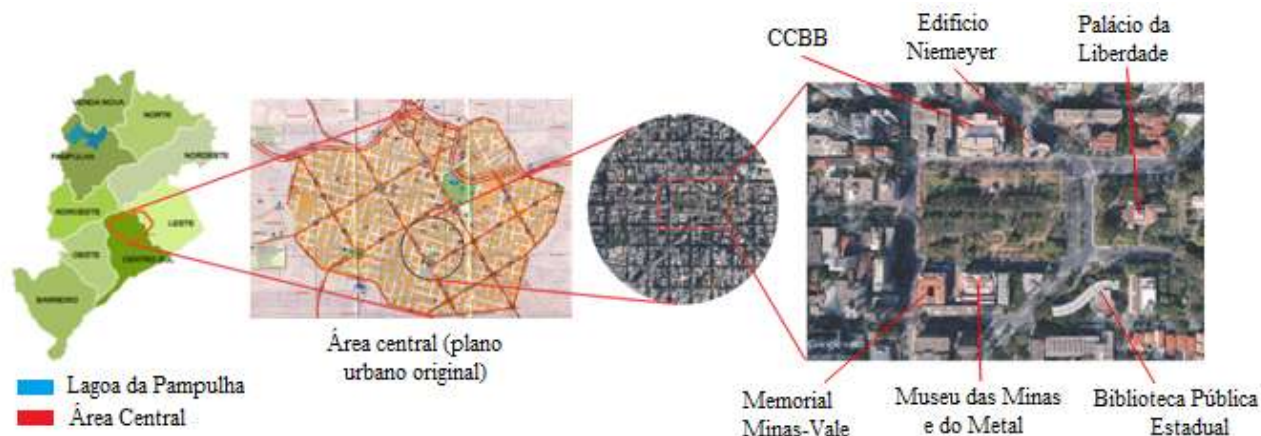 VENDA NOVA
NORTE
PAMPULHA
NORDESTE
NOROESTE
LESTE
OESTE
CENTRO-SUL
BARREIRO
Lagoa da Pampulha
Área Central
Área central (plano
urbano original)
CCBB
Edificio
Niemeyer
Palácio da
Liberdade
Memorial
Minas-Vale
Museu das Minas
e do Metal
Biblioteca Pública
Estadual